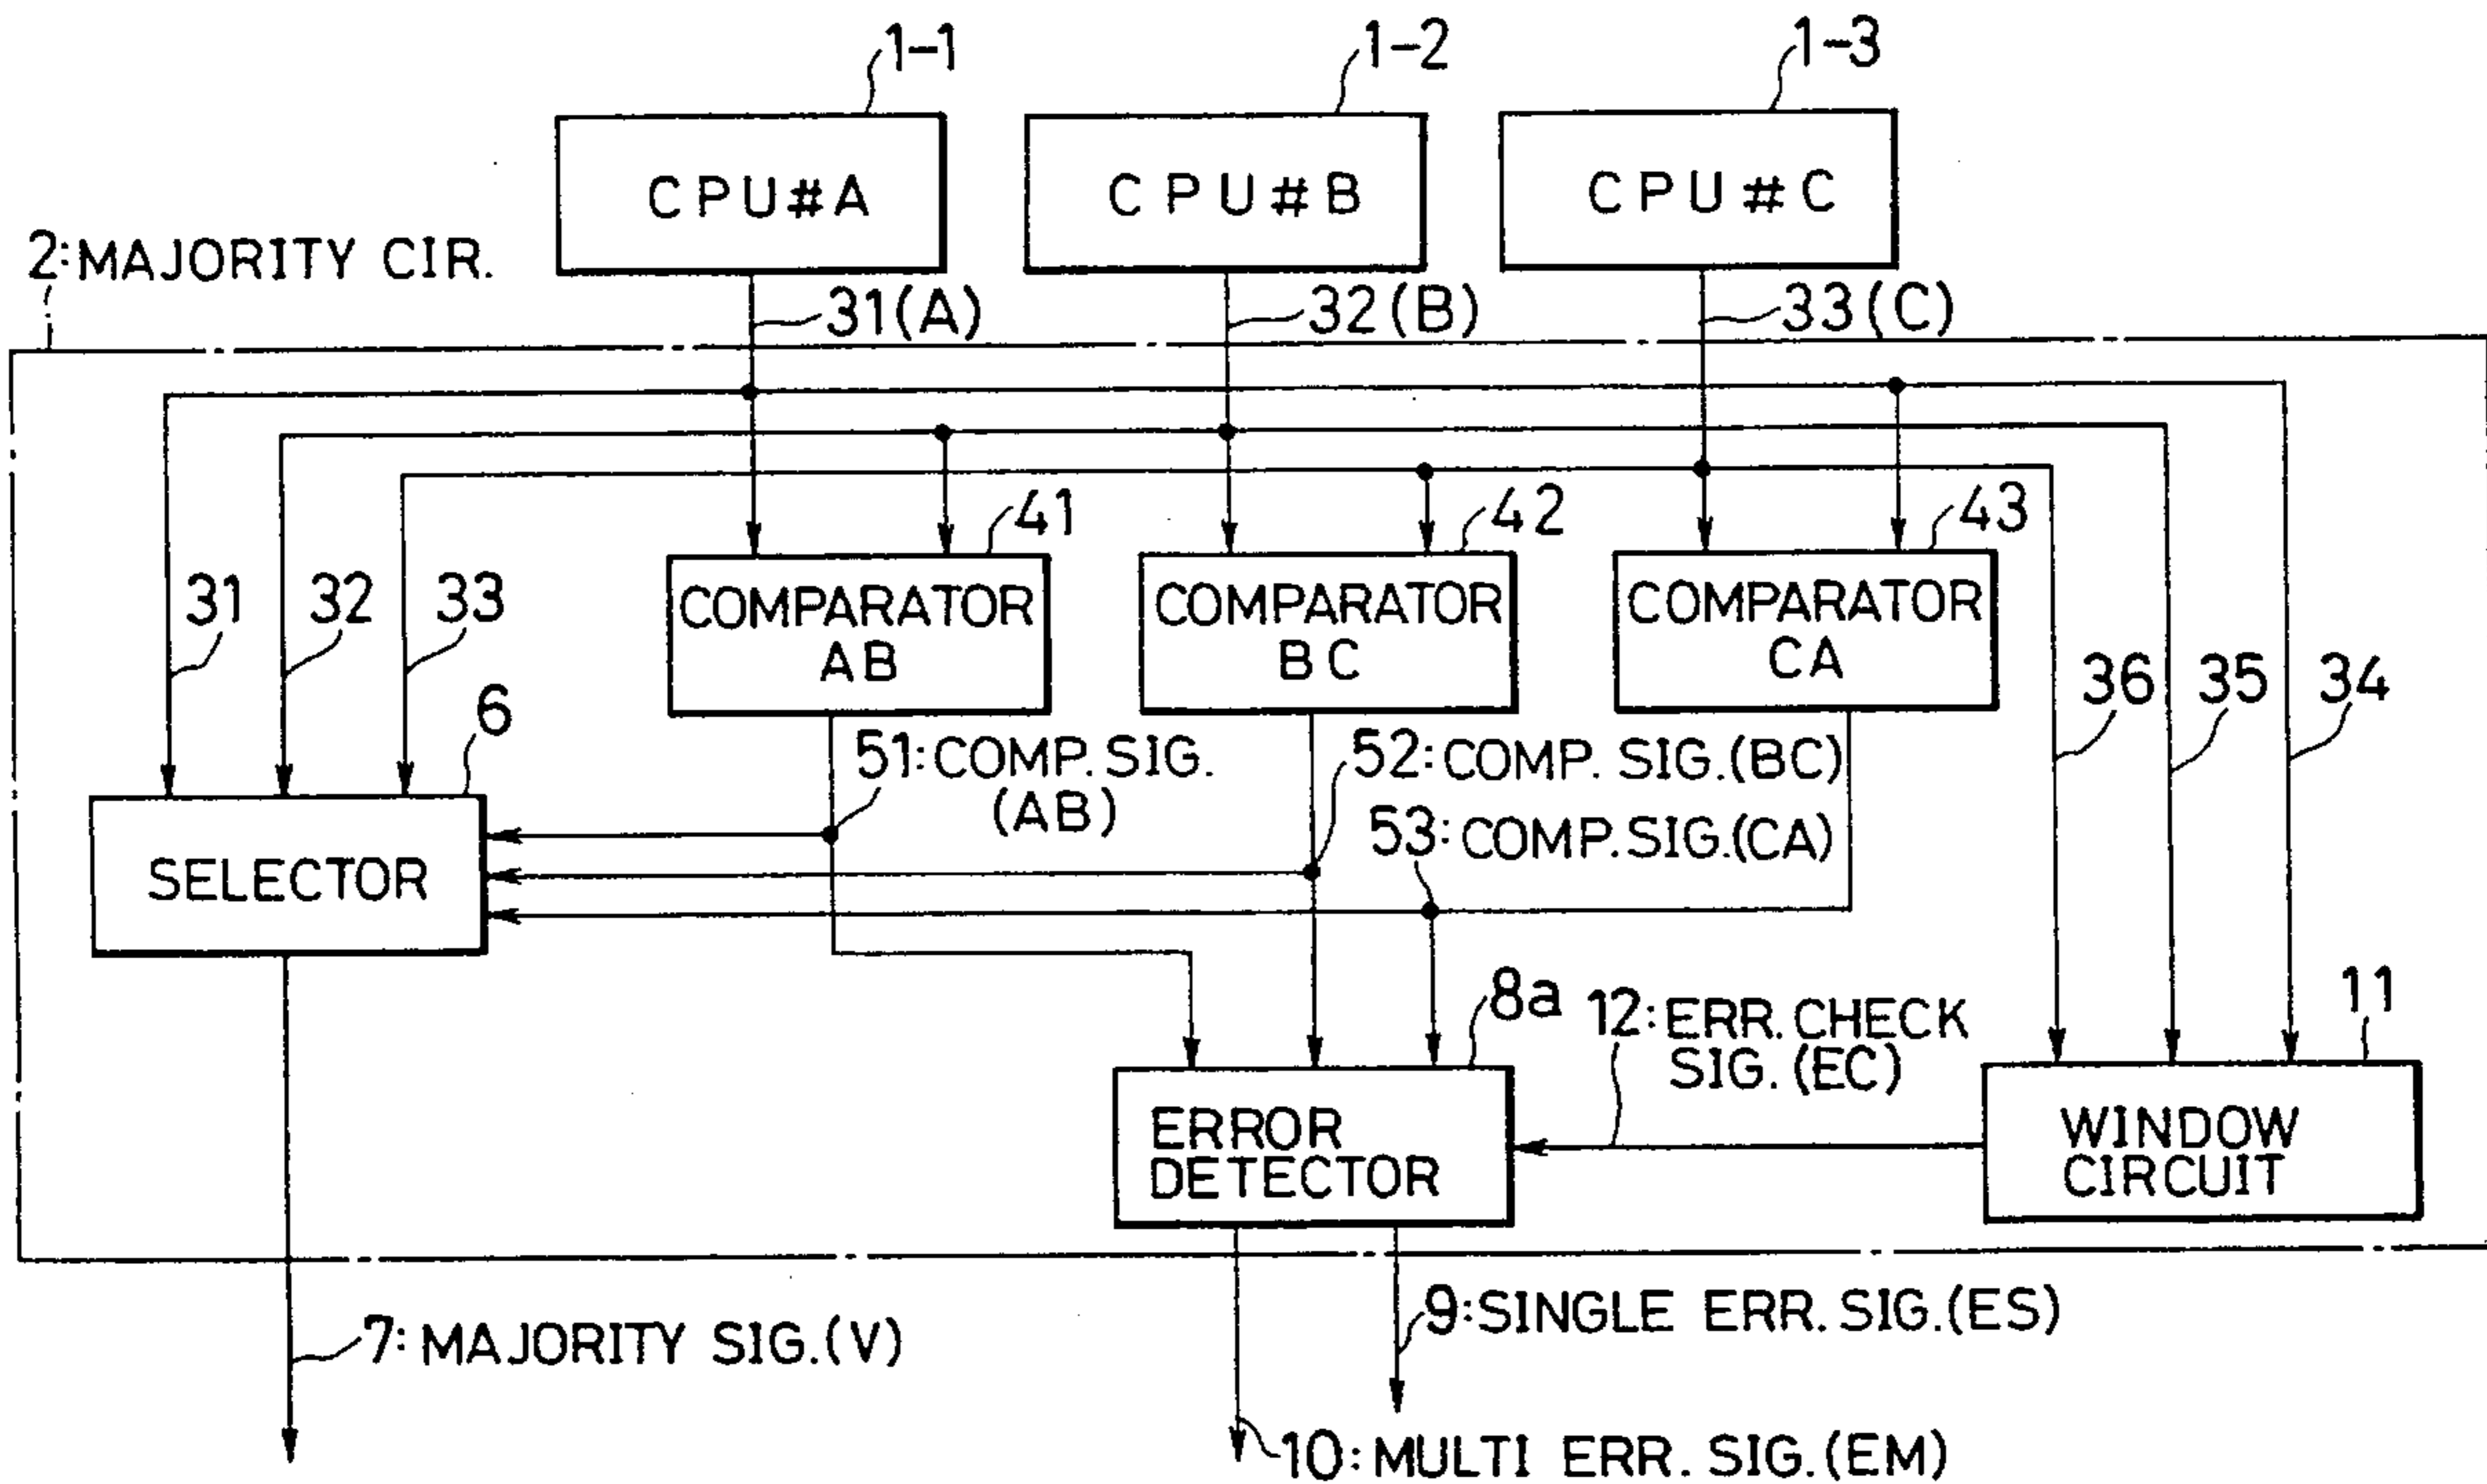 1-1
1-2
1-3
CPU#A
CPU#B
CPU#C
2:MAJORITY CIR.
31(A)
32(B)
33(C)
41
42
43
31
32
33
COMPARATOR
AB
COMPARATOR
BC
COMPARATOR
CA
36
35
34
6
51:COMP.SIG.
(AB)
52:COMP. SIG.(BC)
53:COMP.SIG.(CA)
SELECTOR
8a
12:ERR.CHECK
SIG.(EC)
11
ERROR
DETECTOR
WINDOW
CIRCUIT
7:MAJORITY SIG.(V)
9:SINGLE ERR.SIG.(ES)
10:MULTI ERR. SIG.(EM)